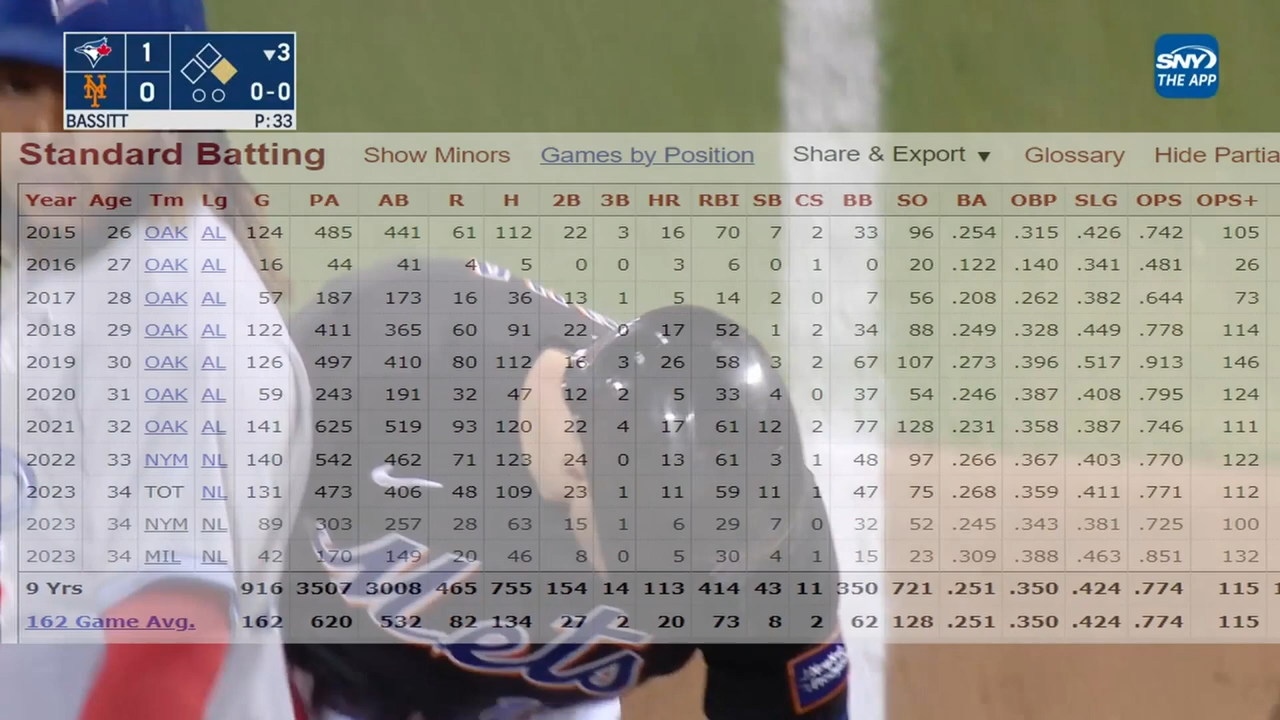 1 ▼3
0 0-0
BASSITT P:33
SNY
THE APP
Standard Batting Show Minors Games by Position Share & Export ▼ Glossary Hide Partia
Year Age Tm Lg G PA AB R H 2B 3B HR RBI SB CS BB SO BA OBP SLG OPS OPS+
2015 26 OAK AL 124 485 441 61 112 22 3 16 70 7 2 33 96 .254 .315 .426 .742 105
2016 27 OAK AL 16 44 41 4 5 0 0 3 6 0 1 0 20 .122 .140 .341 .481 26
2017 28 OAK AL 57 187 173 16 36 13 1 5 14 2 0 7 56 .208 .262 .382 .644 73
2018 29 OAK AL 122 411 365 60 91 22 0 17 52 1 2 34 88 .249 .328 .449 .778 114
2019 30 OAK AL 126 497 410 80 112 16 3 26 58 3 2 67 107 .273 .396 .517 .913 146
2020 31 OAK AL 59 243 191 32 47 12 2 5 33 4 0 37 54 .246 .387 .408 .795 124
2021 32 OAK AL 141 625 519 93 120 22 4 17 61 12 2 77 128 .231 .358 .387 .746 111
2022 33 NYM NL 140 542 462 71 123 24 0 13 61 3 1 48 97 .266 .367 .403 .770 122
2023 34 TOT NL 131 473 406 48 109 23 1 11 59 11 1 47 75 .268 .359 .411 .771 112
2023 34 NYM NL 89 303 257 28 63 15 1 6 29 7 0 32 52 .245 .343 .381 .725 100
2023 34 MIL NL 42 170 149 20 46 8 0 5 30 4 1 15 23 .309 .388 .463 .851 132
9 Yrs 916 3507 3008 465 755 154 14 113 414 43 11 350 721 .251 .350 .424 .774 115
162 Game Avg. 162 620 532 82 134 27 2 20 73 8 2 62 128 .251 .350 .424 .774 115
Mets